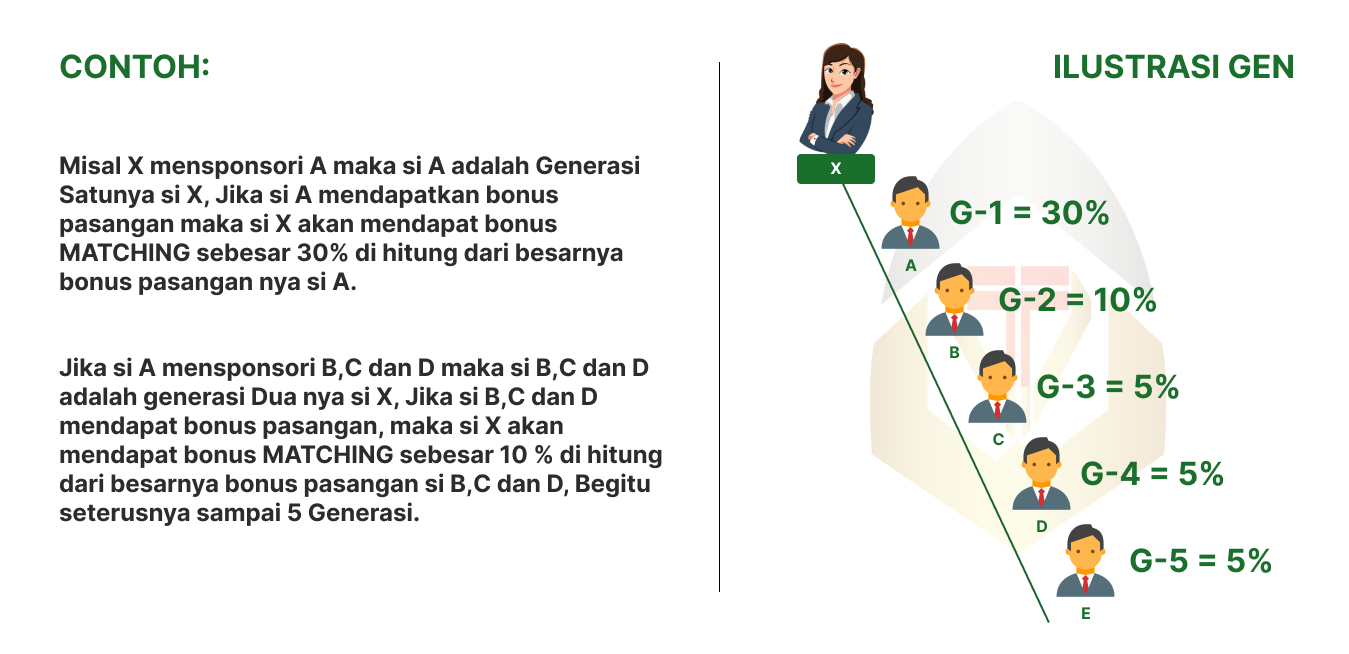 CONTOH:
Misal X mensponsori A maka si A adalah Generasi
Satunya si X, Jika si A mendapatkan bonus
pasangan maka si X akan mendapat bonus
MATCHING sebesar 30% di hitung dari besarnya
bonus pasangan nya si A.
Jika si A mensponsori B,C dan D maka si B,C dan D
adalah generasi Dua nya si X, Jika si B,C dan D
mendapat bonus pasangan, maka si X akan
mendapat bonus MATCHING sebesar 10 % di hitung
dari besarnya bonus pasangan si B,C dan D, Begitu
seterusnya sampai 5 Generasi.
ILUSTRASI GEN
X
G-1 = 30%
A
G-2 = 10%
B
G-3 = 5%
C
G-4 = 5%
D
G-5 = 5%
E